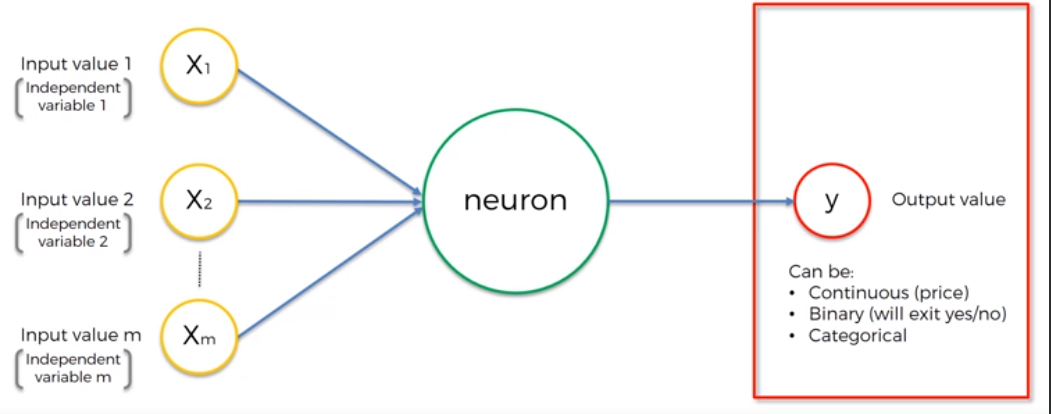 Input value 1
Independent
variable 1
X1
Input value 2
Independent
variable 2
X2
Input value m
Independent
variable m
Xm
neuron
y
Output value
Can be:
• Continuous (price)
• Binary (will exit yes/no)
• Categorical